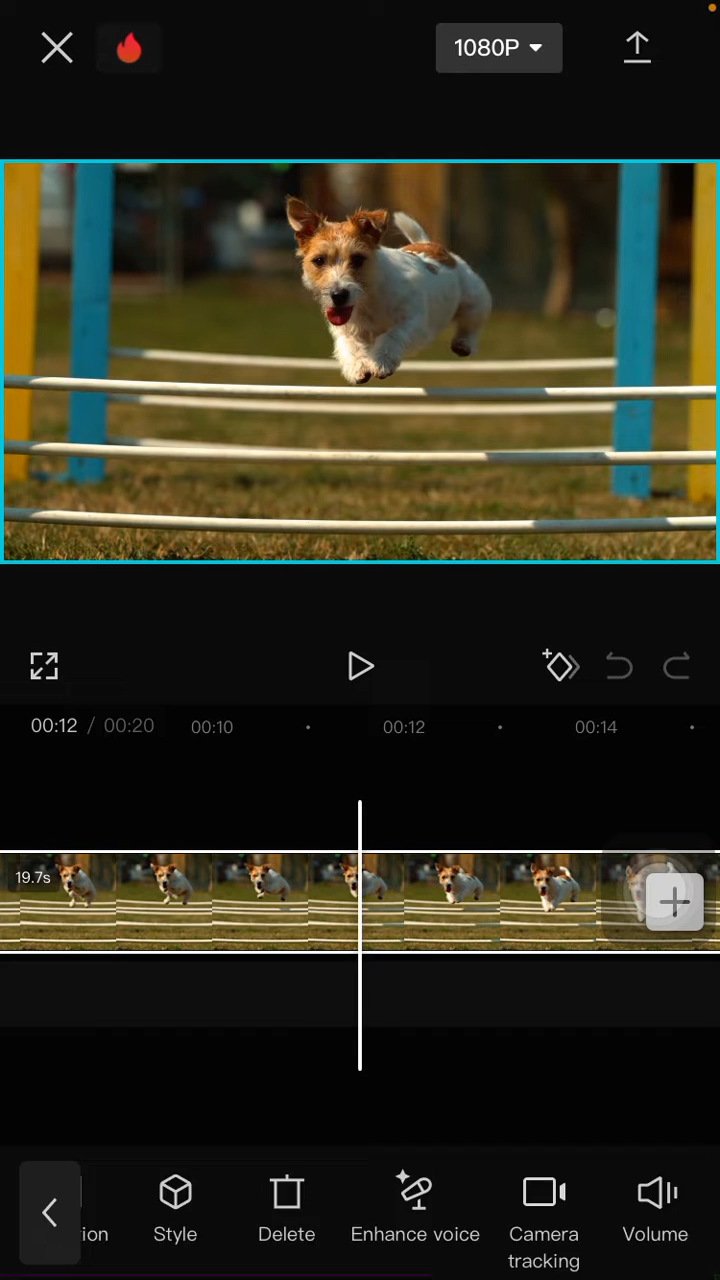 1080P
00:12 / 00:20
00:10
00:12
00:14
19.7s
tion
Style
Delete
Enhance voice
Camera
tracking
Volume